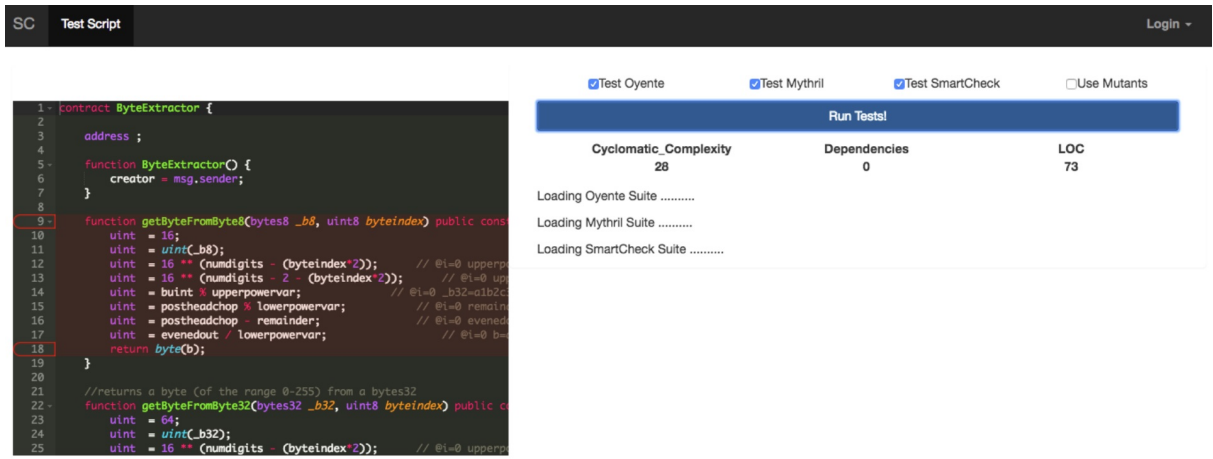 SC Test Script Login
Test Oyente Test Mythril Test SmartCheck Use Mutants
Run Tests!
Cyclomatic_Complexity Dependencies LOC
28 0 73
Loading Oyente Suite ..........
Loading Mythril Suite ..........
Loading SmartCheck Suite ..........
1 contract ByteExtractor {
2
3 address ;
4
5 function ByteExtractor() {
6 creator = msg.sender;
7 }
8
9 function getByteFromByte8(bytes8 _b8, uint8 byteindex) public cons
10 uint = 16;
11 uint = uint(_b8);
12 uint = 16 ** (numdigits - (byteindex*2)); // @i=0 upperpo
13 uint = 16 ** (numdigits - 2 - (byteindex*2)); // @i=0 upp
14 uint = buint % upperpowervar; // @i=0 _b32=a1b2c
15 uint = postheadchop % lowerpowervar; // @i=0 remain
16 uint = postheadchop - remainder; // @i=0 evenedo
17 uint = evenedout / lowerpowervar; // @i=0 b=
18 return byte(b);
19 }
20
21 //returns a byte (of the range 0-255) from a bytes32
22 function getByteFromByte32(bytes32 _b32, uint8 byteindex) public c
23 uint = 64;
24 uint = uint(_b32);
25 uint = 16 ** (numdigits - (byteindex*2)); // @i=0 upperpo